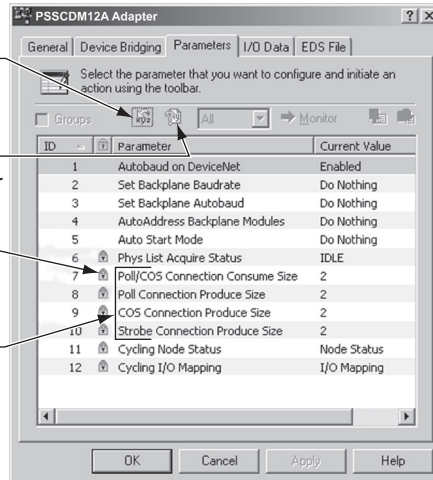 PSSCDM12A Adapter
General Device Bridging Parameters I/O Data EDS File
Select the parameter that you want to configure and initiate an
action using the toolbar.
Groups xyz All Monitor
ID Parameter Current Value
1 Autobaud on DeviceNet Enabled
2 Set Backplane Baudrate Do Nothing
3 Set Backplane Autobaud Do Nothing
4 AutoAddress Backplane Modules Do Nothing
5 Auto Start Mode Do Nothing
6 Phys List Acquire Status IDLE
7 Poll/COS Connection Consume Size 2
8 Poll Connection Produce Size 2
9 COS Connection Produce Size 2
10 Strobe Connection Produce Size 2
11 Cycling Node Status Node Status
12 Cycling I/O Mapping I/O Mapping
OK Cancel Apply Help